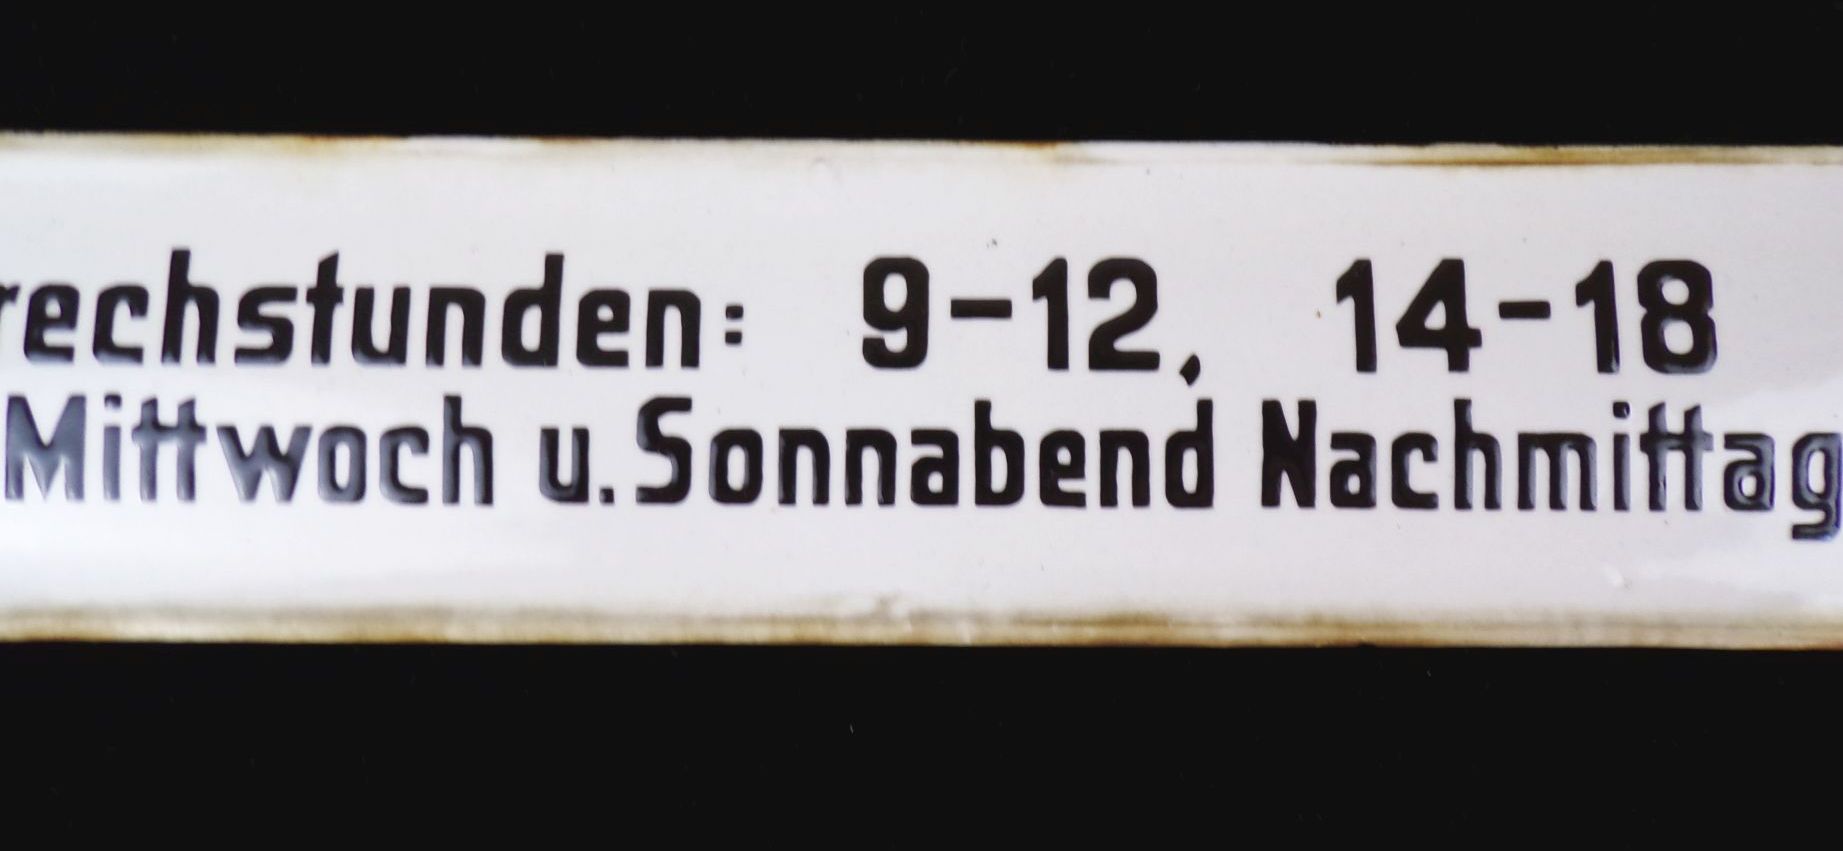 rechstunden: 9-12, 14-18
Mittwoch u. Sonnabend Nachmittag